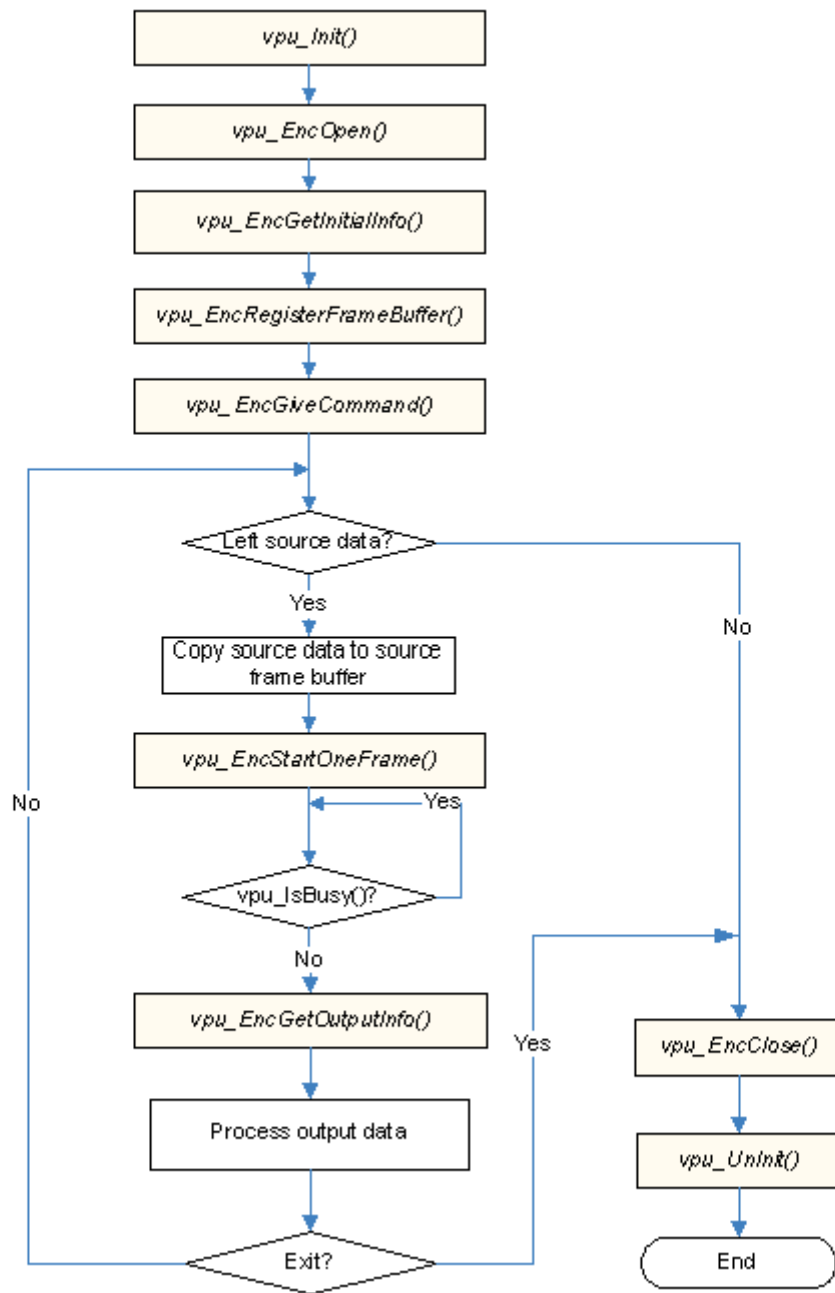 vpu_Init()
vpu_EncOpen()
vpu_EncGetInitialInfo()
vpu_EncRegisterFrameBuffer()
vpu_EncGiveCommand()
Left source data?
Yes
No
Copy source data to source
frame buffer
vpu_EncStartOneFrame()
Yes
No
vpu_IsBusy()?
No
vpu_EncGetOutputInfo()
Yes
vpu_EncClose()
Process output data
vpu_UnInit()
Exit?
End